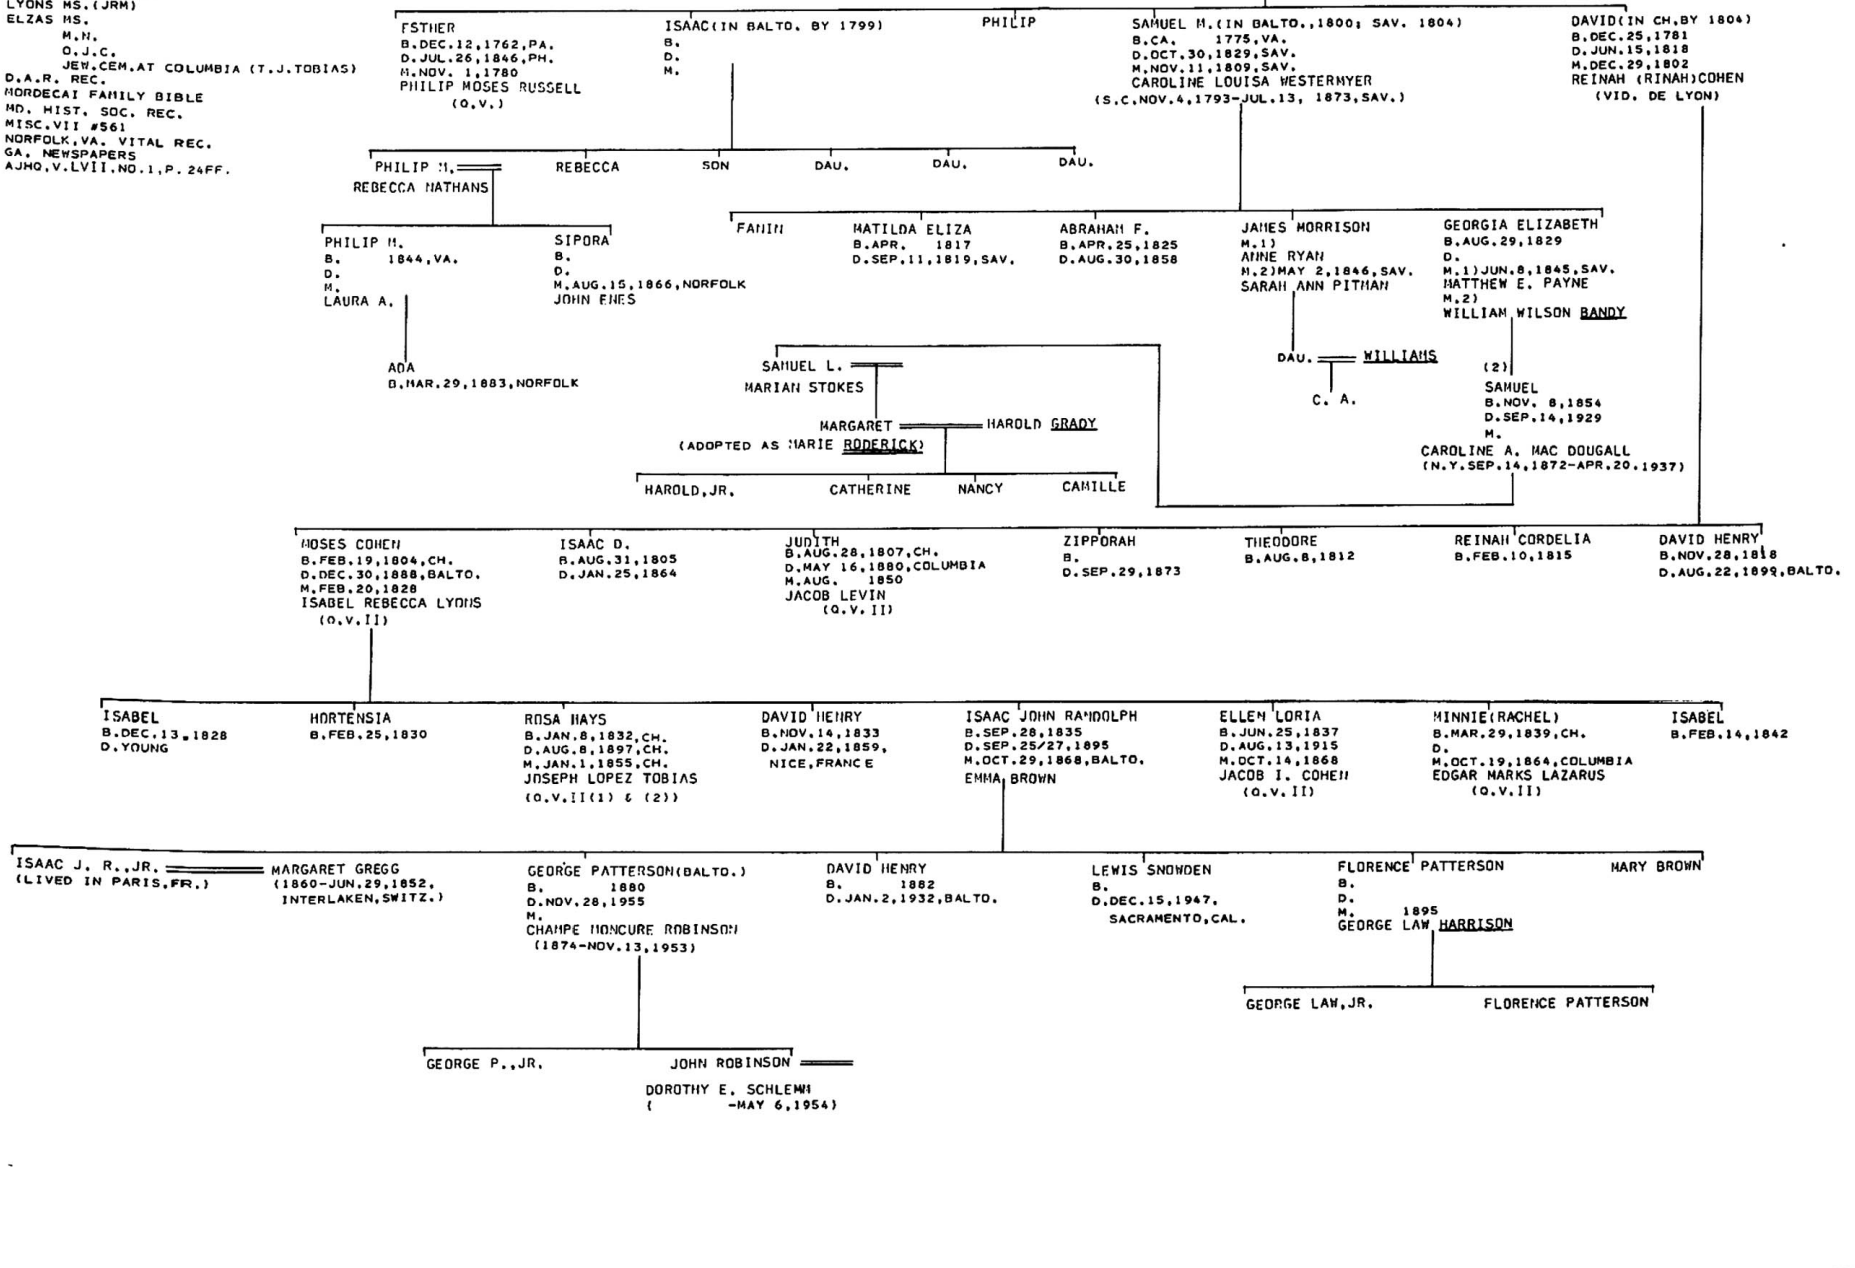 LYONS MS.(JRM)
ELZAS MS.
M.N.
O.J.C.
JEW.CEM.AT COLUMBIA (T.J.TOBIAS)
D.A.R. REC.
MORDECAI FAMILY BIBLE
MD. HIST. SOC. REC.
MISC.VII #561
NORFOLK,VA. VITAL REC.
GA. NEWSPAPERS
AJHQ,V.LVII,NO.1,P. 24FF.
ESTHER
B.DEC.12,1762,PA.
D.JUL.26,1846,PH.
M.NOV. 1,1780
PHILIP MOSES RUSSELL
(Q.V.)
ISAAC(IN BALTO. BY 1799)
B.
D.
M.
PHILIP
SAMUEL M.(IN BALTO.,1800; SAV. 1804)
B.CA. 1775,VA.
D.OCT.30,1829,SAV.
M.NOV.11,1809,SAV.
CAROLINE LOUISA WESTERMYER
(S.C.NOV.4,1793-JUL.13, 1873,SAV.)
DAVID(IN CH.BY 1804)
B.DEC.25,1781
D.JUN.15,1818
M.DEC.29,1802
REINAH (RINAH)COHEN
(VID. DE LYON)
PHILIP M.
REBECCA NATHANS
REBECCA
SON
DAU.
DAU.
DAU.
PHILIP M.
B. 1844,VA.
D.
M.
LAURA A.
SIPORA
B.
D.
M.AUG.15,1866,NORFOLK
JOHN ENES
FANIN
MATILDA ELIZA
B.APR. 1817
D.SEP.11,1819,SAV.
ABRAHAM F.
B.APR.25,1825
D.AUG.30,1858
JAMES MORRISON
M.1)
ANNE RYAN
M.2)MAY 2,1846,SAV.
SARAH ANN PITMAN
GEORGIA ELIZABETH
B.AUG.29,1829
D.
M.1)JUN.8,1845,SAV.
MATTHEW E. PAYNE
M.2)
WILLIAM WILSON BANDY
ADA
B.MAR.29,1883,NORFOLK
SAMUEL L.
MARIAN STOKES
DAU. WILLIAMS
C. A.
(2)
SAMUEL
B.NOV. 8,1854
D.SEP.14,1929
M.
CAROLINE A. MAC DOUGALL
(N.Y.SEP.14,1872-APR.20.1937)
MARGARET HAROLD GRADY
(ADOPTED AS MARIE RODERICK)
HAROLD,JR.
CATHERINE
NANCY
CAMILLE
MOSES COHEN
B.FEB.19,1804,CH.
D.DEC.30,1888,BALTO.
M.FEB.20,1828
ISABEL REBECCA LYONS
(Q.V.II)
ISAAC D.
B.AUG.31,1805
D.JAN.25,1864
JUDITH
B.AUG.28,1807,CH.
D.MAY 16,1880,COLUMBIA
M.AUG. 1850
JACOB LEVIN
(Q.V.II)
ZIPPORAH
B.
D.SEP.29,1873
THEODORE
B.AUG.8,1812
REINAH CORDELIA
B.FEB.10,1815
DAVID HENRY
B.NOV.28,1818
D.AUG.22,1899,BALTO.
ISABEL
B.DEC.13,1828
D.YOUNG
HORTENSIA
B.FEB.25,1830
ROSA HAYS
B.JAN.8,1832,CH.
D.AUG.8,1897,CH.
M.JAN.1,1855,CH.
JOSEPH LOPEZ TOBIAS
(Q.V.II(1) & (2))
DAVID HENRY
B.NOV.14,1833
D.JAN.22,1859,
NICE,FRANCE
ISAAC JOHN RANDOLPH
B.SEP.28,1835
D.SEP.25/27,1895
M.OCT.29,1868,BALTO.
EMMA BROWN
ELLEN LORIA
B.JUN.25,1837
D.AUG.13,1915
M.OCT.14,1868
JACOB I. COHEN
(Q.V.II)
MINNIE(RACHEL)
B.MAR.29,1839,CH.
D.
M.OCT.19,1864,COLUMBIA
EDGAR MARKS LAZARUS
(Q.V.II)
ISABEL
B.FEB.14,1842
ISAAC J. R.,JR.
(LIVED IN PARIS,FR.)
MARGARET GREGG
(1860-JUN.29,1852,
INTERLAKEN,SWITZ.)
GEORGE PATTERSON(BALTO.)
B. 1880
D.NOV.28,1955
M.
CHAMPE MONCURE ROBINSON
(1874-NOV.13,1953)
DAVID HENRY
B. 1882
D.JAN.2,1932,BALTO.
LEWIS SNOWDEN
B.
D.DEC.15,1947,
SACRAMENTO,CAL.
FLORENCE PATTERSON
B.
D.
M. 1895
GEORGE LAW HARRISON
MARY BROWN
GEORGE LAW,JR.
FLORENCE PATTERSON
GEORGE P.,JR.
JOHN ROBINSON
DOROTHY E. SCHLEMM
( -MAY 6,1954)